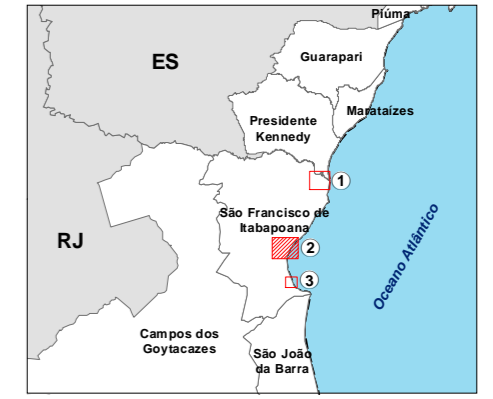 Piúma
Guarapari
ES
Marataízes
Presidente
Kennedy
1
São Francisco de
Itabapoana
RJ
2
3
Oceano Atlântico
Campos dos
Goytacazes
São João
da Barra